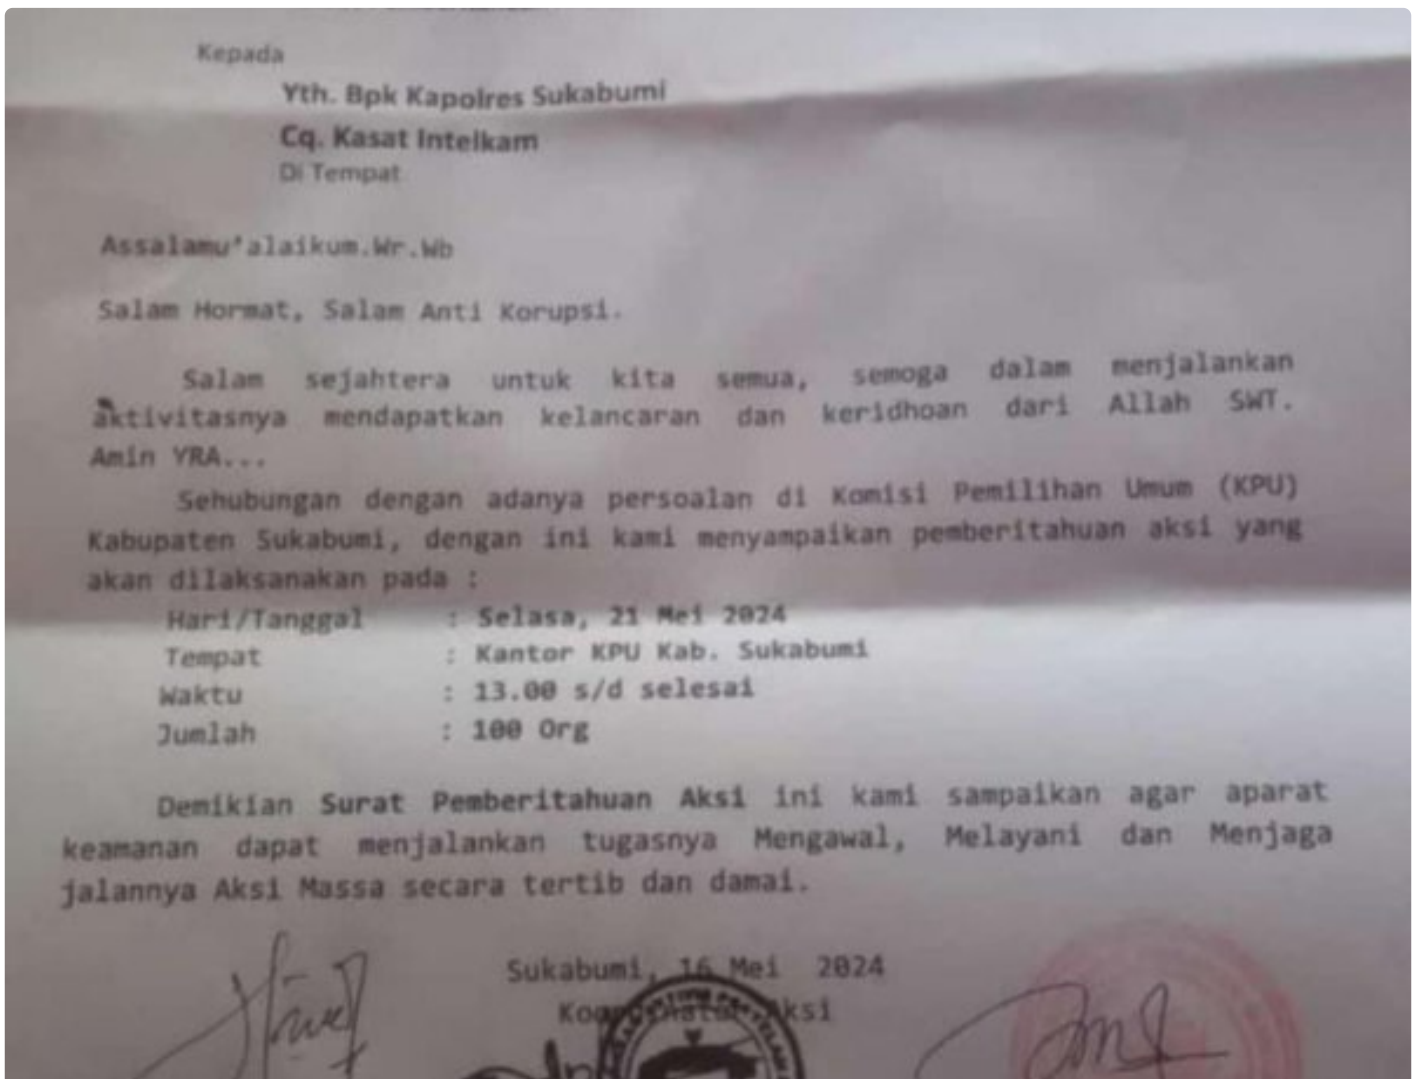 Kepada
Yth. Bpk Kapolres Sukabumi
Cq. Kasat Intelkam
Di Tempat
Assalamu'alaikum.Wr.Wb
Salam Hormat, Salam Anti Korupsi.
Salam sejahtera untuk kita semua, semoga dalam menjalankan
aktivitasnya mendapatkan kelancaran dan keridhoan dari Allah SWT.
Amin YRA...
Sehubungan dengan adanya persoalan di Komisi Pemilihan Umum (KPU)
Kabupaten Sukabumi, dengan ini kami menyampaikan pemberitahuan aksi yang
akan dilaksanakan pada :
Hari/Tanggal : Selasa, 21 Mei 2024
Tempat : Kantor KPU Kab. Sukabumi
Waktu : 13.00 s/d selesai
Jumlah : 100 Org
Demikian Surat Pemberitahuan Aksi ini kami sampaikan agar aparat
keamanan dapat menjalankan tugasnya Mengawal, Melayani dan Menjaga
jalannya Aksi Massa secara tertib dan damai.
Sukabumi, 16 Mei 2024
Aksi